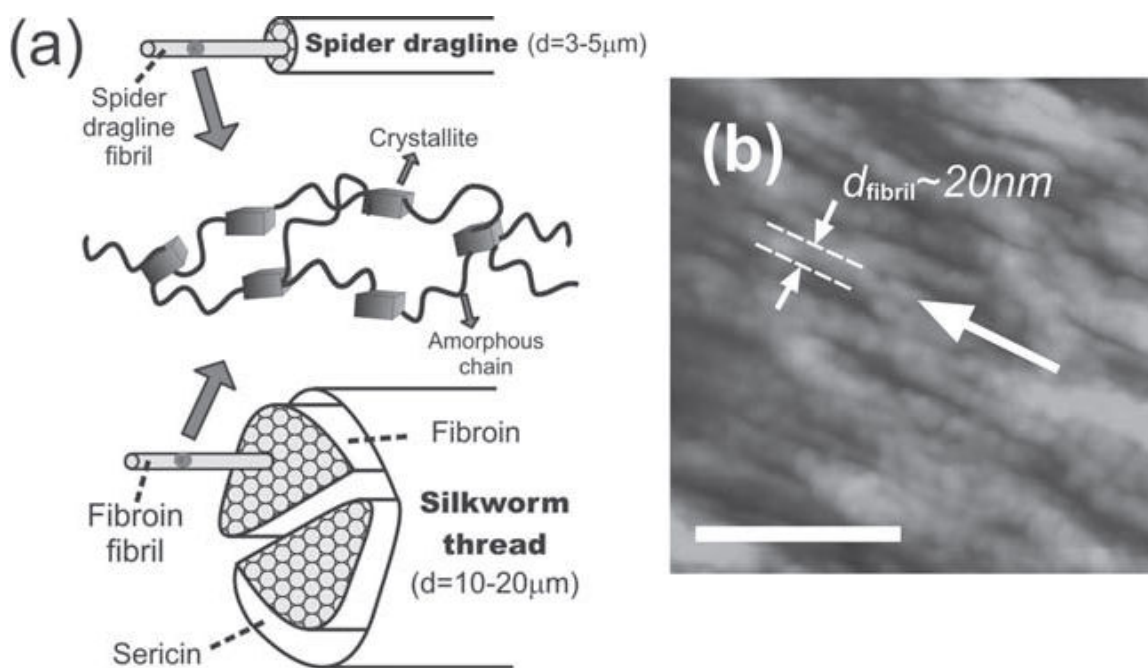 (a)
Spider dragline (d=3-5μm)
Spider
dragline
fibril
Crystallite
Amorphous
chain
Fibroin
Fibroin
fibril
Silkworm
thread
(d=10-20μm)
Sericin
(b)
dfibril~20nm